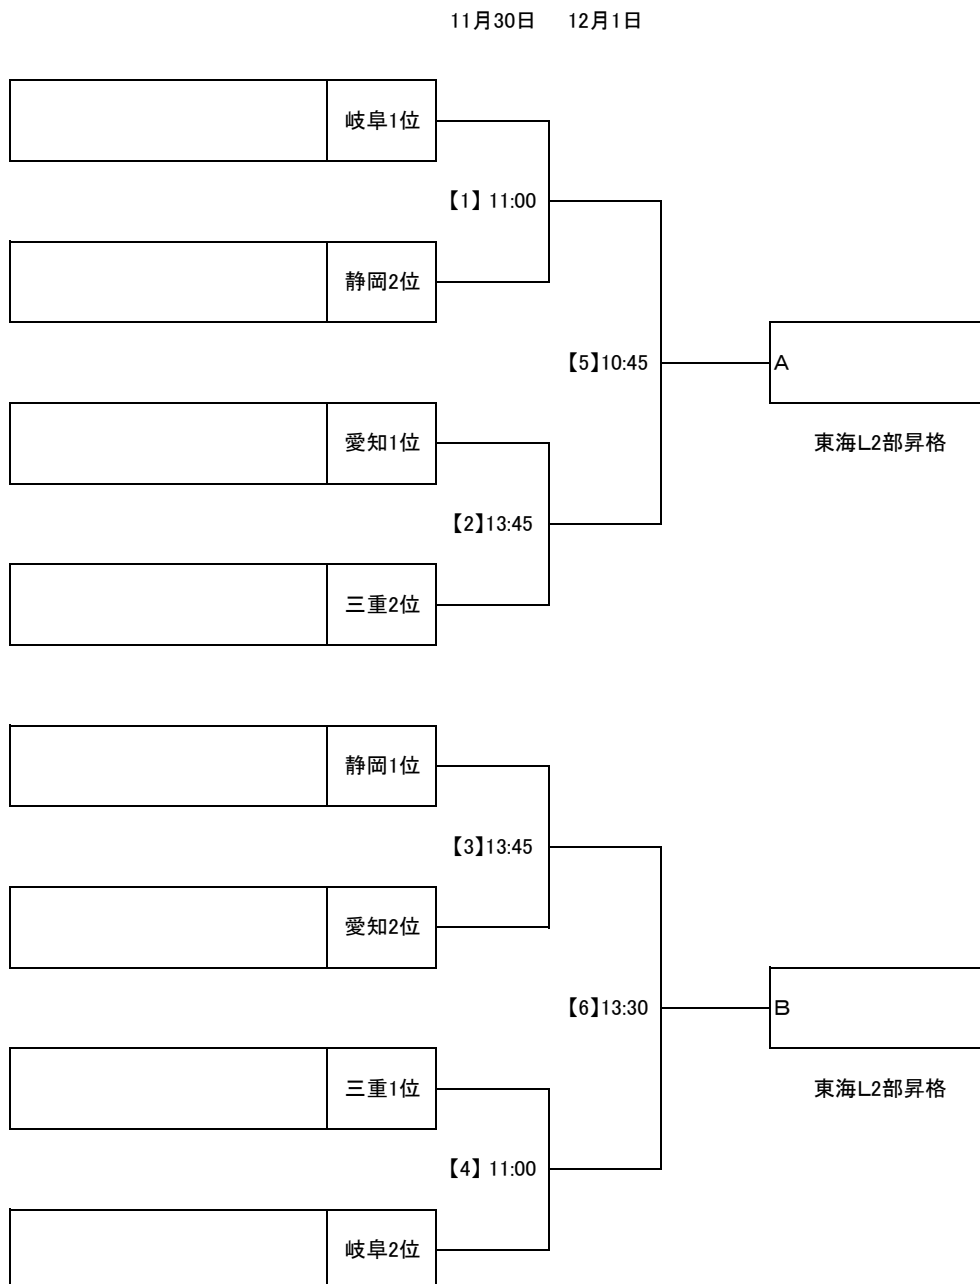 11月30日 12月1日
岐阜1位
【1】 11:00
静岡2位
【5】10:45
A
愛知1位
東海L2部昇格
【2】13:45
三重2位
静岡1位
【3】13:45
愛知2位
【6】13:30
B
三重1位
東海L2部昇格
【4】 11:00
岐阜2位